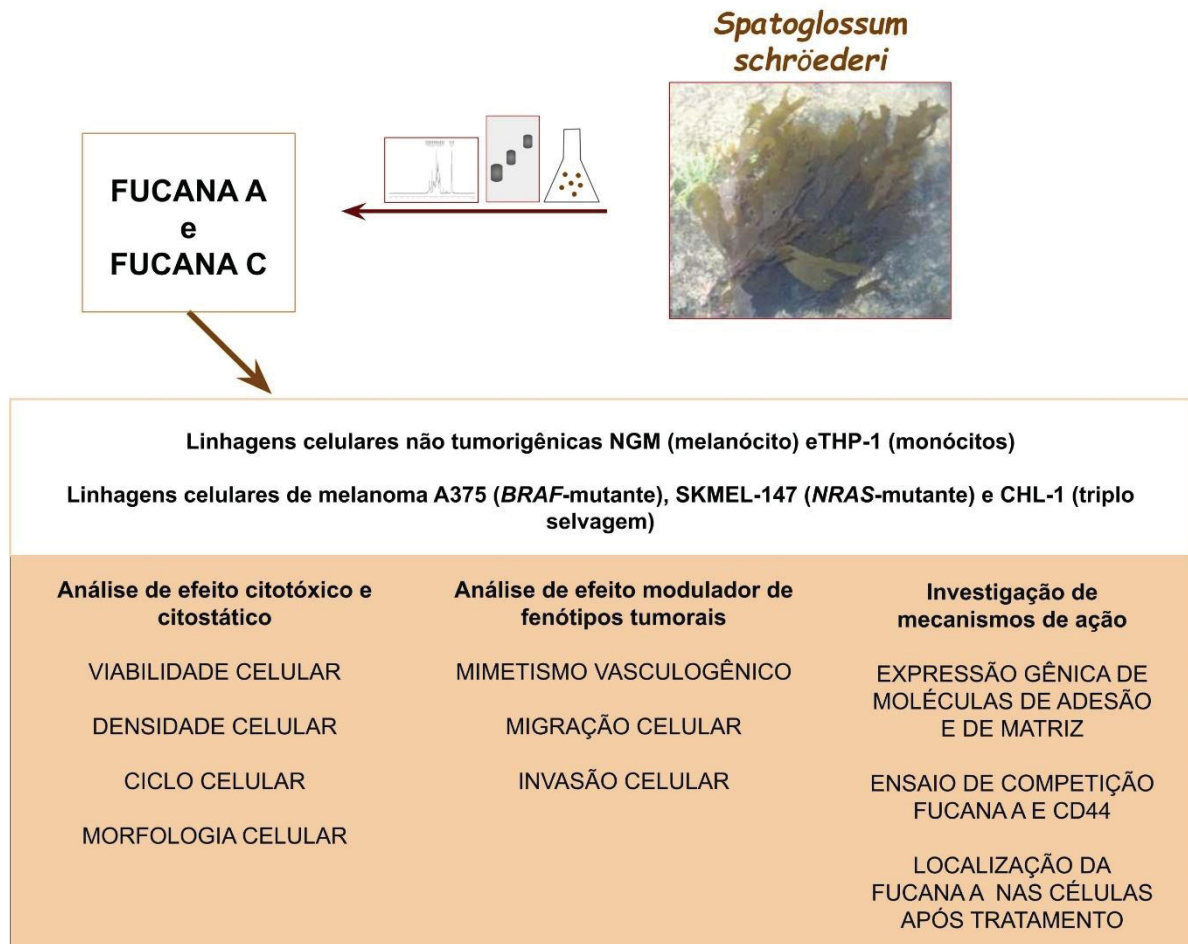 Spatoglossum
schröederi
FUCANA A
e
FUCANA C
Linhagens celulares não tumorigênicas NGM (melanócito) eTHP-1 (monócitos)
Linhagens celulares de melanoma A375 (BRAF-mutante), SKMEL-147 (NRAS-mutante) e CHL-1 (triplo
selvagem)
Análise de efeito citotóxico e
citostático
VIABILIDADE CELULAR
DENSIDADE CELULAR
CICLO CELULAR
MORFOLOGIA CELULAR
Análise de efeito modulador de
fenótipos tumorais
MIMETISMO VASCULOGÊNICO
MIGRAÇÃO CELULAR
INVASÃO CELULAR
Investigação de
mecanismos de ação
EXPRESSÃO GÊNICA DE
MOLÉCULAS DE ADESÃO
E DE MATRIZ
ENSAIO DE COMPETIÇÃO
FUCANA A E CD44
LOCALIZAÇÃO DA
FUCANA A NAS CÉLULAS
APÓS TRATAMENTO